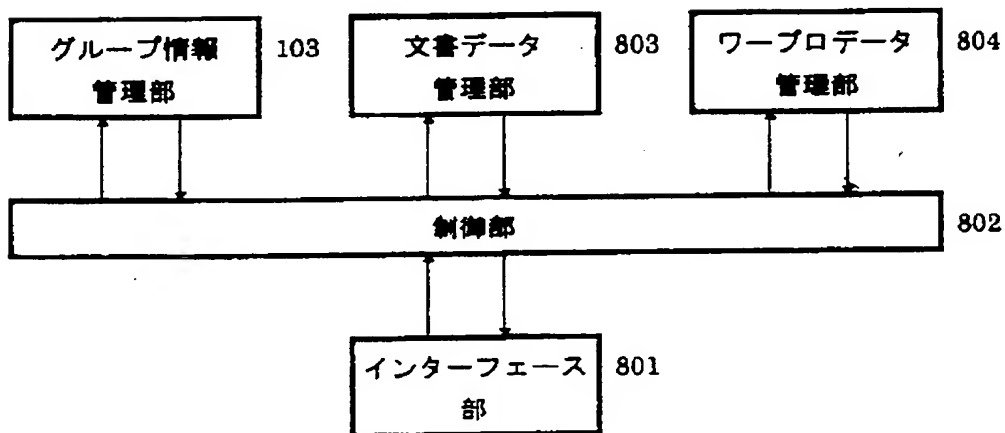 グループ情報
管理部
103
文書データ
管理部
803
ワープロデータ
管理部
804
制御部
802
インターフェース
部
801